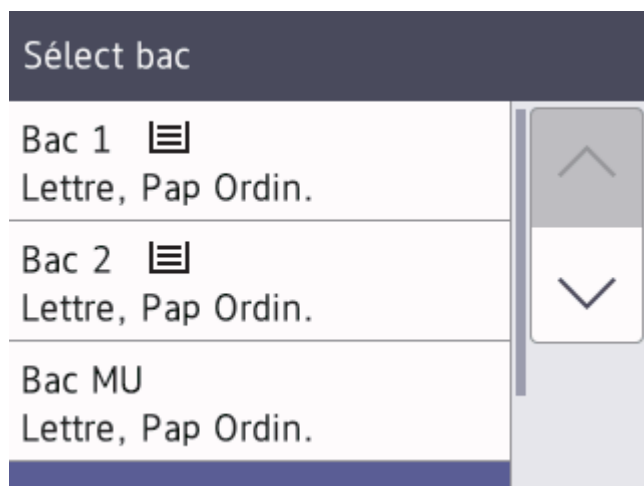 Sélect bac
Bac 1
Lettre, Pap Ordin.
Bac 2
Lettre, Pap Ordin.
Bac MU
Lettre, Pap Ordin.